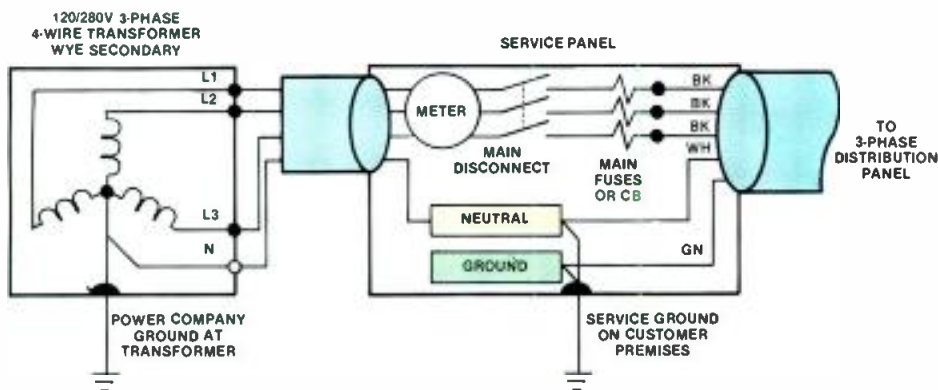 120/280V 3-PHASE
4-WIRE TRANSFORMER
WYE SECONDARY
SERVICE PANEL
L1
L2
L3
N
METER
MAIN
DISCONNECT
MAIN
FUSES
OR CB
BK
BK
BK
WH
GN
NEUTRAL
GROUND
TO
3-PHASE
DISTRIBUTION
PANEL
POWER COMPANY
GROUND AT
TRANSFORMER
SERVICE GROUND
ON CUSTOMER
PREMISES